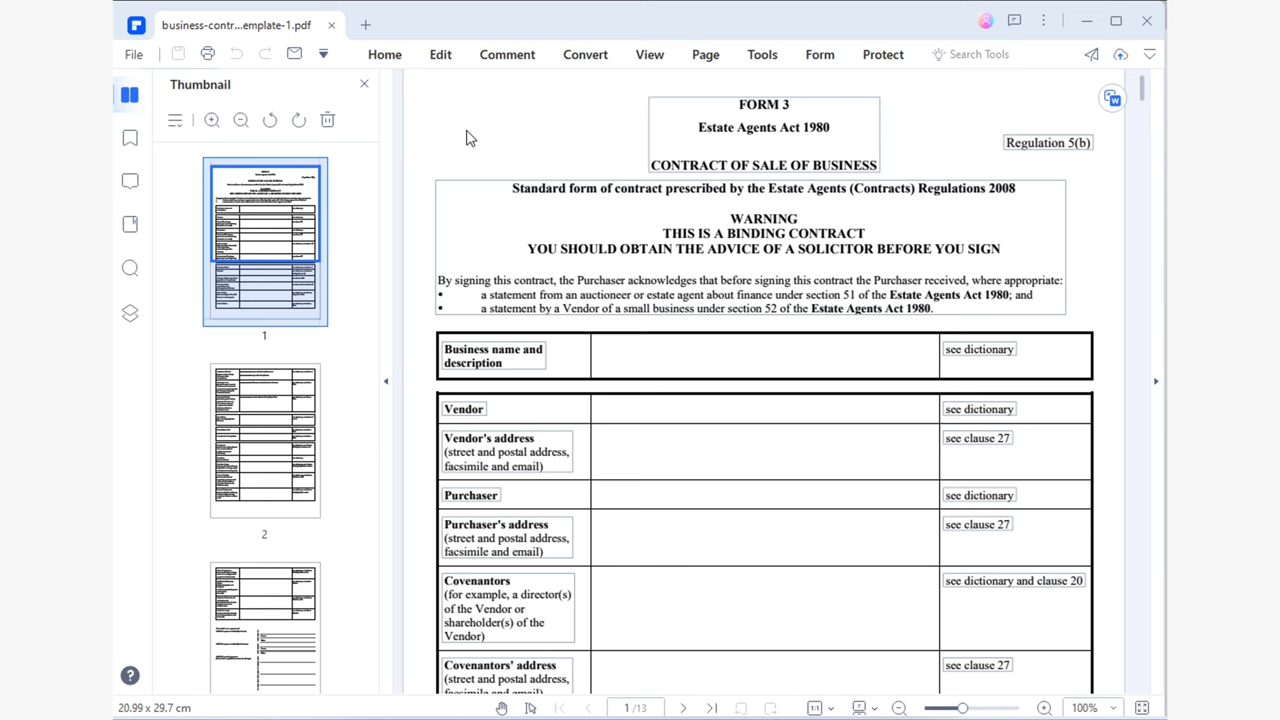 business-contr...emplate-1.pdf
File
Home
Edit
Comment
Convert
View
Page
Tools
Form
Protect
Search Tools
Thumbnail
1
2
FORM 3
Estate Agents Act 1980
Regulation 5(b)
CONTRACT OF SALE OF BUSINESS
Standard form of contract prescribed by the Estate Agents (Contracts) Regulations 2008
WARNING
THIS IS A BINDING CONTRACT
YOU SHOULD OBTAIN THE ADVICE OF A SOLICITOR BEFORE YOU SIGN
By signing this contract, the Purchaser acknowledges that before signing this contract the Purchaser received, where appropriate:
• a statement from an auctioneer or estate agent about finance under section 51 of the Estate Agents Act 1980; and
• a statement by a Vendor of a small business under section 52 of the Estate Agents Act 1980.
Business name and
description
see dictionary
Vendor
see dictionary
Vendor's address
(street and postal address,
facsimile and email)
see clause 27
Purchaser
see dictionary
Purchaser's address
(street and postal address,
facsimile and email)
see clause 27
Covenantors
(for example, a director(s)
of the Vendor or
shareholder(s) of the
Vendor)
see dictionary and clause 20
Covenantors' address
(street and postal address,
facsimile and email)
see clause 27
20.99 x 29.7 cm
1 /13
100%